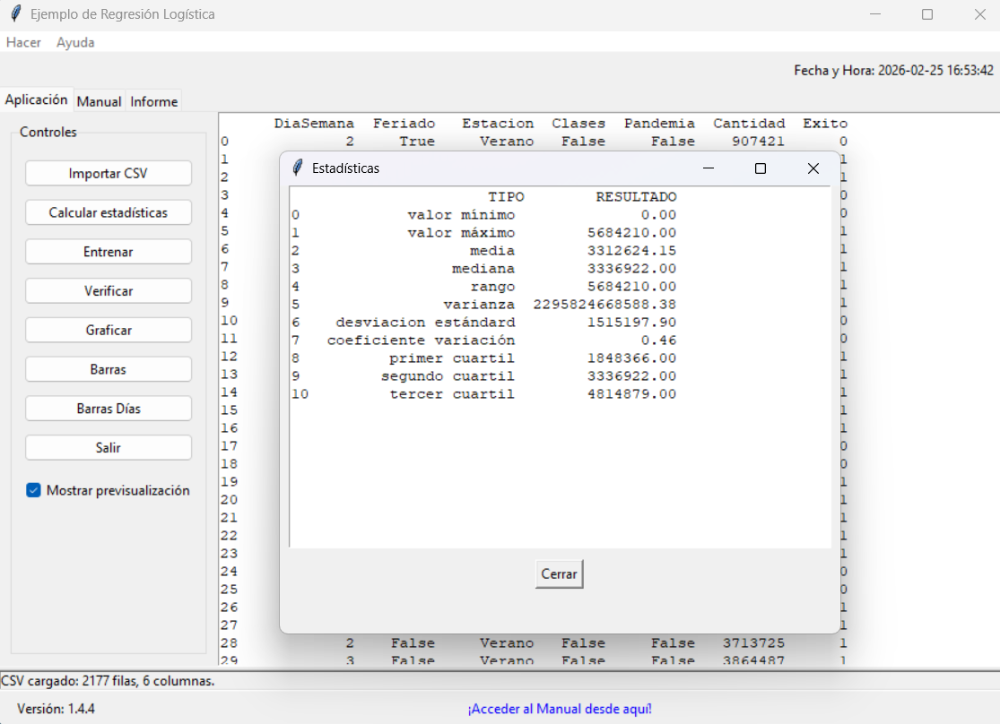 Ejemplo de Regresión Logística
Hacer Ayuda
Fecha y Hora: 2026-02-25 16:53:42
Aplicación Manual Informe
Controles
Importar CSV
Calcular estadísticas
Entrenar
Verificar
Graficar
Barras
Barras Días
Salir
Mostrar previsualización
DiaSemana Feriado Estacion Clases Pandemia Cantidad Exito
0 2 True Verano False False 907421 0
1 1
2 1
3 0
4 0
5 1
6 1
7 1
8 1
9 1
10 0
11 0
12 1
13 1
14 1
15 1
16 1
17 0
18 0
19 1
20 1
21 1
22 1
23 1
24 0
25 0
26 1
27 1
28 2 False Verano False False 3713725 1
29 3 False Verano False False 3864487 1
Estadísticas
TIPO RESULTADO
0 valor mínimo 0.00
1 valor máximo 5684210.00
2 media 3312624.15
3 mediana 3336922.00
4 rango 5684210.00
5 varianza 2295824668588.38
6 desviacion estándard 1515197.90
7 coeficiente variación 0.46
8 primer cuartil 1848366.00
9 segundo cuartil 3336922.00
10 tercer cuartil 4814879.00
Cerrar
CSV cargado: 2177 filas, 6 columnas.
Versión: 1.4.4
¡Acceder al Manual desde aquí!